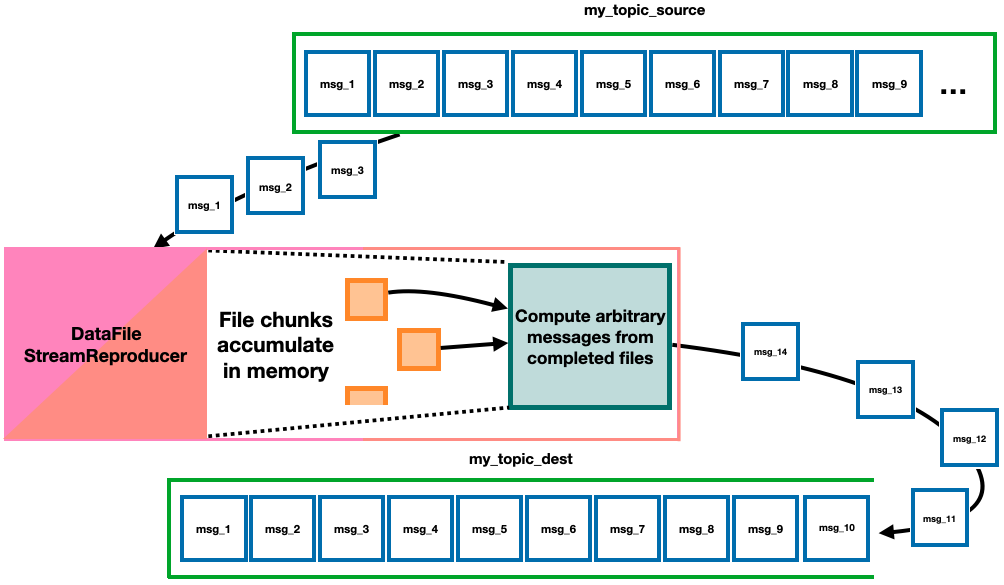 my_topic_source
msg_1
msg_2
msg_3
msg_4
msg_5
msg_6
msg_7
msg_8
msg_9
...
msg_3
msg_2
msg_1
DataFile
StreamReproducer
File chunks
accumulate
in memory
Compute arbitrary
messages from
completed files
msg_14
msg_13
msg_12
msg_11
my_topic_dest
msg_1
msg_2
msg_3
msg_4
msg_5
msg_6
msg_7
msg_8
msg_9
msg_10